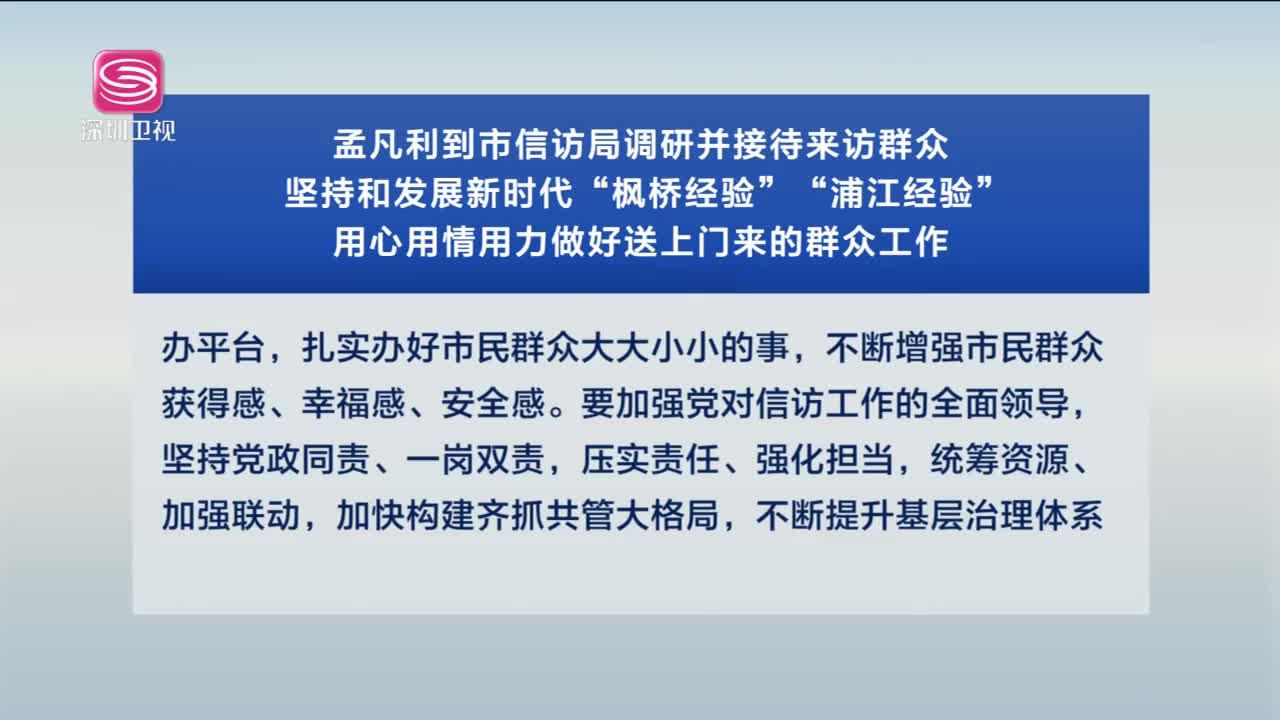 深圳卫视
孟凡利到市信访局调研并接待来访群众
坚持和发展新时代“枫桥经验”“浦江经验”
用心用情用力做好送上门来的群众工作
办平台，扎实办好市民群众大大小小的事，不断增强市民群众
获得感、幸福感、安全感。要加强党对信访工作的全面领导，
坚持党政同责、一岗双责，压实责任、强化担当，统筹资源、
加强联动，加快构建齐抓共管大格局，不断提升基层治理体系